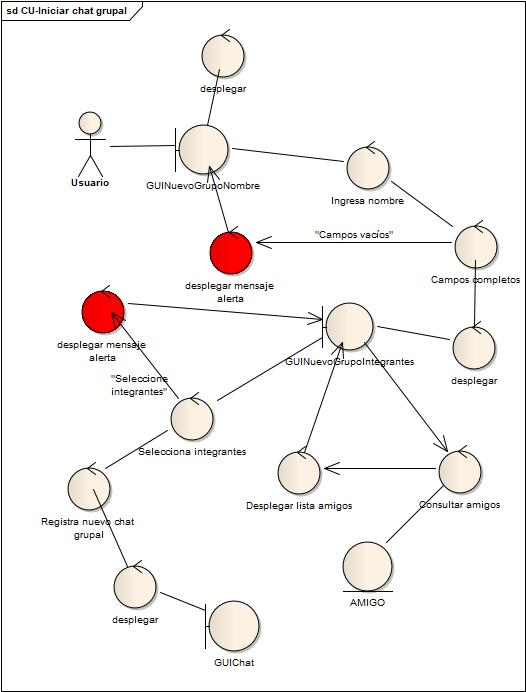 sd CU-Iniciar chat grupal
desplegar
Usuario
GUINuevoGrupoNombre
Ingresa nombre
"Campos vacíos"
Campos completos
desplegar mensaje
alerta
desplegar mensaje
alerta
GUINuevoGrupoIntegrantes
desplegar
"Seleccione
integrantes"
Selecciona integrantes
Desplegar lista amigos
Consultar amigos
Registra nuevo chat
grupal
AMIGO
desplegar
GUIChat